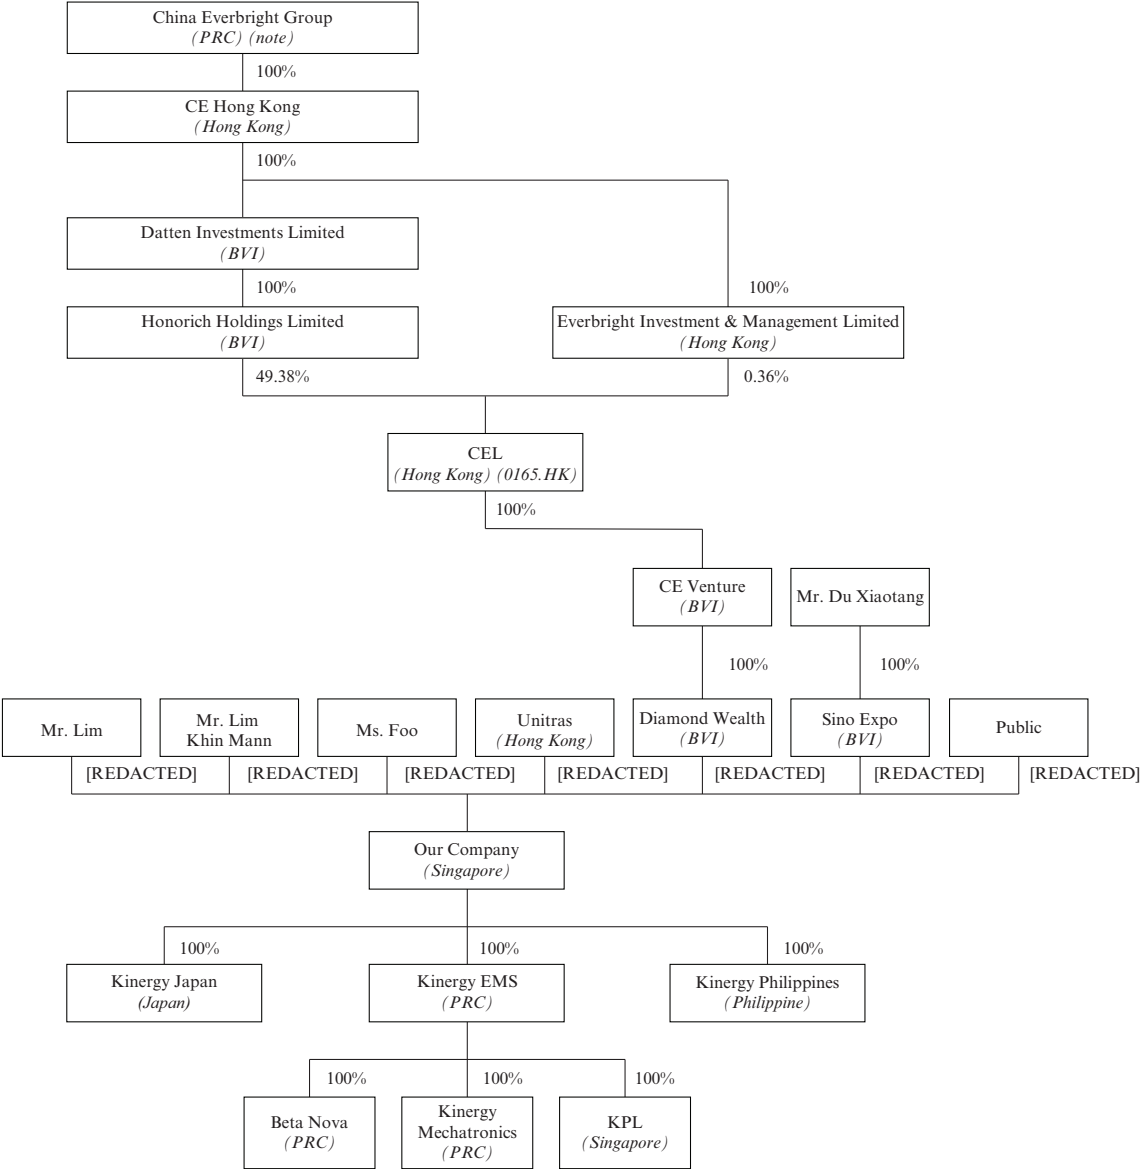 China Everbright Group
(PRC) (note)
100%
CE Hong Kong
(Hong Kong)
100%
Datten Investments Limited
(BVI)
100%
100%
Honorich Holdings Limited
(BVI)
Everbright Investment & Management Limited
(Hong Kong)
49.38%
0.36%
CEL
(Hong Kong) (0165.HK)
100%
CE Venture
(BVI)
Mr. Du Xiaotang
100%
100%
Mr. Lim
Mr. Lim
Khin Mann
Ms. Foo
Unitras
(Hong Kong)
Diamond Wealth
(BVI)
Sino Expo
(BVI)
Public
[REDACTED]
[REDACTED]
[REDACTED]
[REDACTED]
[REDACTED]
[REDACTED]
[REDACTED]
Our Company
(Singapore)
100%
100%
100%
Kinergy Japan
(Japan)
Kinergy EMS
(PRC)
Kinergy Philippines
(Philippine)
100%
100%
100%
Beta Nova
(PRC)
Kinergy
Mechatronics
(PRC)
KPL
(Singapore)